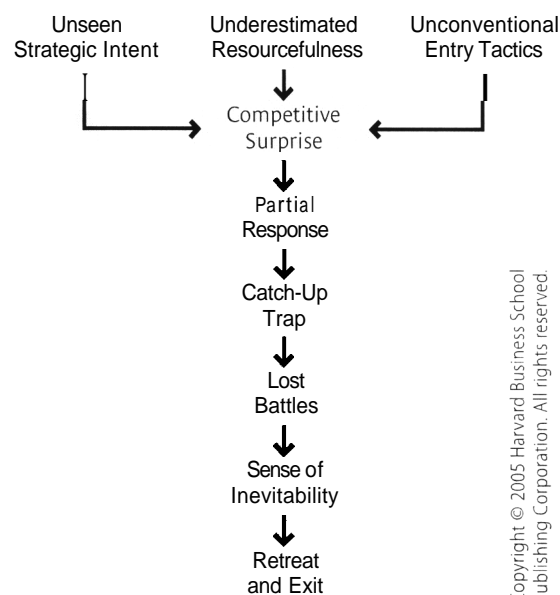 Unseen
Strategic Intent
Underestimated
Resourcefulness
Unconventional
Entry Tactics
Competitive
Surprise
Partial
Response
Catch-Up
Trap
Lost
Battles
Sense of
Inevitability
Retreat
and Exit
opyright © 2005 Harvard Business School
ublishing Corporation. All rights reserved.